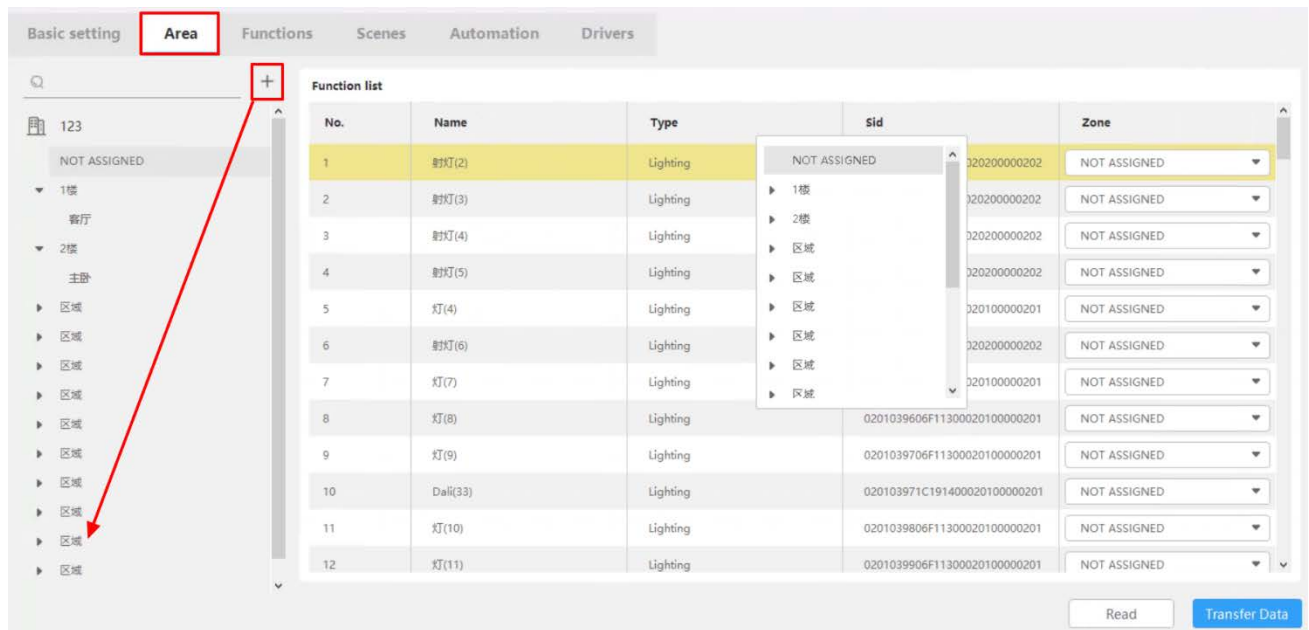 Basic setting Area Functions Scenes Automation Drivers
123
NOT ASSIGNED
1楼
客厅
2楼
主卧
区域
区域
区域
区域
区域
区域
区域
区域
区域
区域
Function list
No. Name Type Sid Zone
1 射灯(2) Lighting 020200000202 NOT ASSIGNED
2 射灯(3) Lighting 020200000202 NOT ASSIGNED
3 射灯(4) Lighting 020200000202 NOT ASSIGNED
4 射灯(5) Lighting 020200000202 NOT ASSIGNED
5 灯(4) Lighting 020100000201 NOT ASSIGNED
6 射灯(6) Lighting 020200000202 NOT ASSIGNED
7 灯(7) Lighting 020100000201 NOT ASSIGNED
8 灯(8) Lighting 0201039606F11300020100000201 NOT ASSIGNED
9 灯(9) Lighting 0201039706F11300020100000201 NOT ASSIGNED
10 Dali(33) Lighting 020103971C191400020100000201 NOT ASSIGNED
11 灯(10) Lighting 0201039806F11300020100000201 NOT ASSIGNED
12 灯(11) Lighting 0201039906F11300020100000201 NOT ASSIGNED
NOT ASSIGNED
1楼
2楼
区域
区域
区域
区域
区域
区域
Read Transfer Data